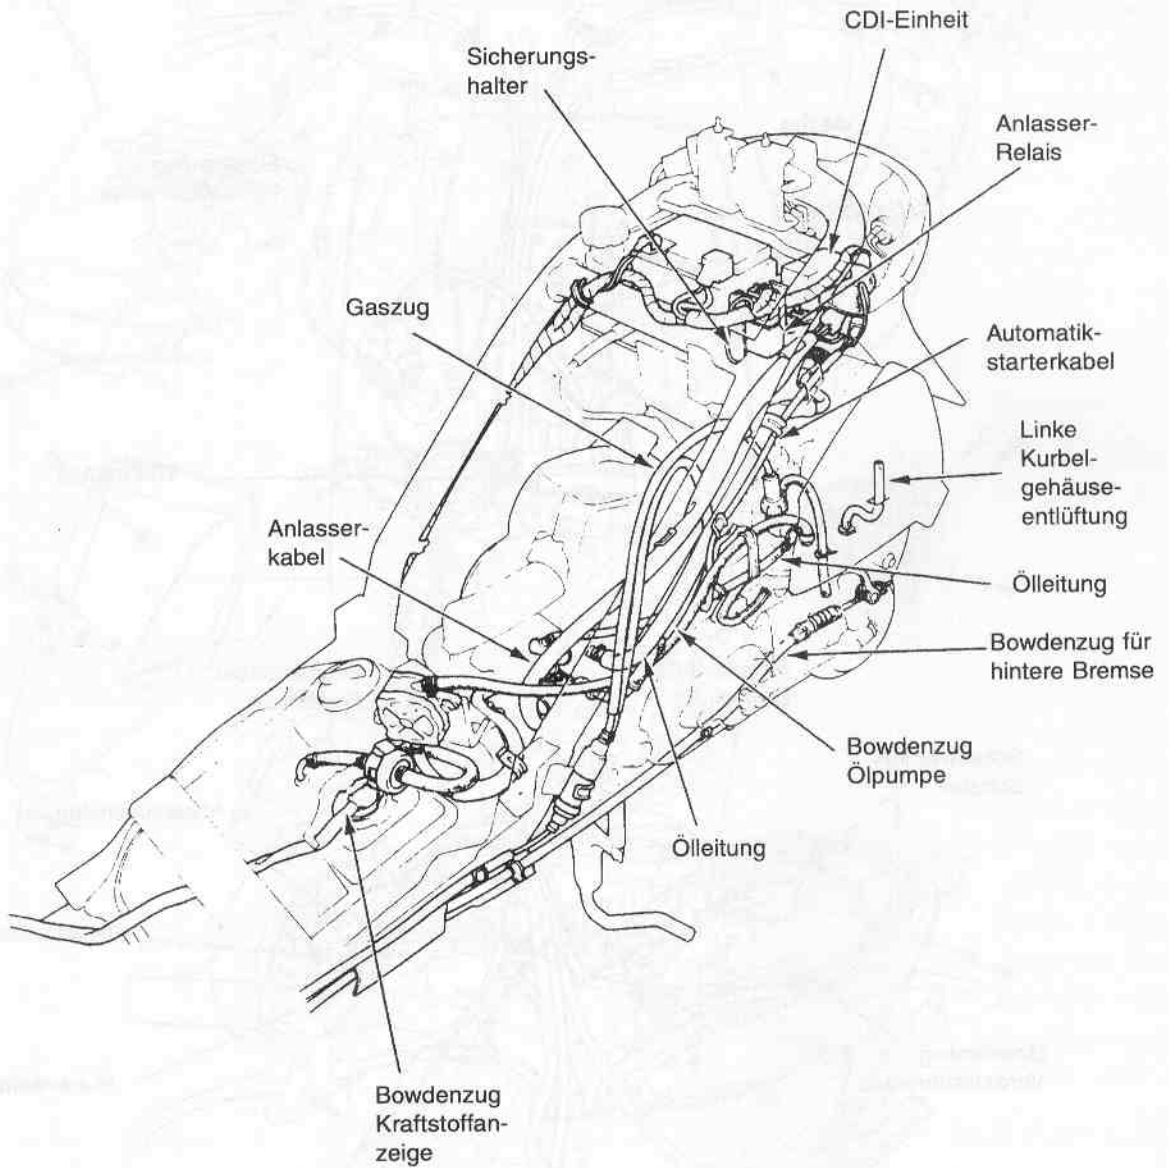 CDI-Einheit
Sicherungs-
halter
Anlasser-
Relais
Gaszug
Automatik-
starterkabel
Linke
Kurbel-
gehäuse-
entlüftung
Anlasser-
kabel
Ölleitung
Bowdenzug für
hintere Bremse
Bowdenzug
Ölpumpe
Ölleitung
Bowdenzug
Kraftstoffan-
zeige